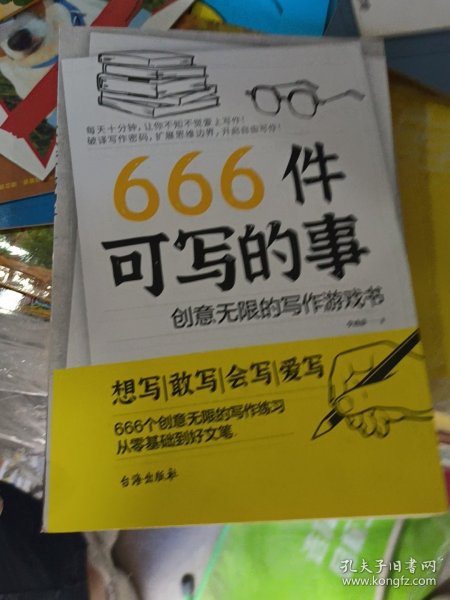 每天十分钟,让你不知不觉爱上写作!
破译写作密码,扩展思维边界,开启自由写作!
666件
可写的事
创意无限的写作游戏书
想写|敢写|会写|爱写
666个创意无限的写作练习
从零基础到好文笔
台海出版社
孔夫子旧书网
www.kongfz.com